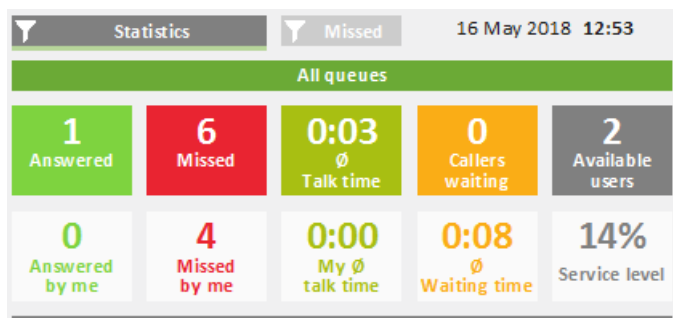 Statistics
Missed
16 May 2018 12:53
All queues
1
Answered
6
Missed
0:03
Ø
Talk time
0
Callers
waiting
2
Available
users
0
Answered
by me
4
Missed
by me
0:00
My Ø
talk time
0:08
Ø
Waiting time
14%
Service level